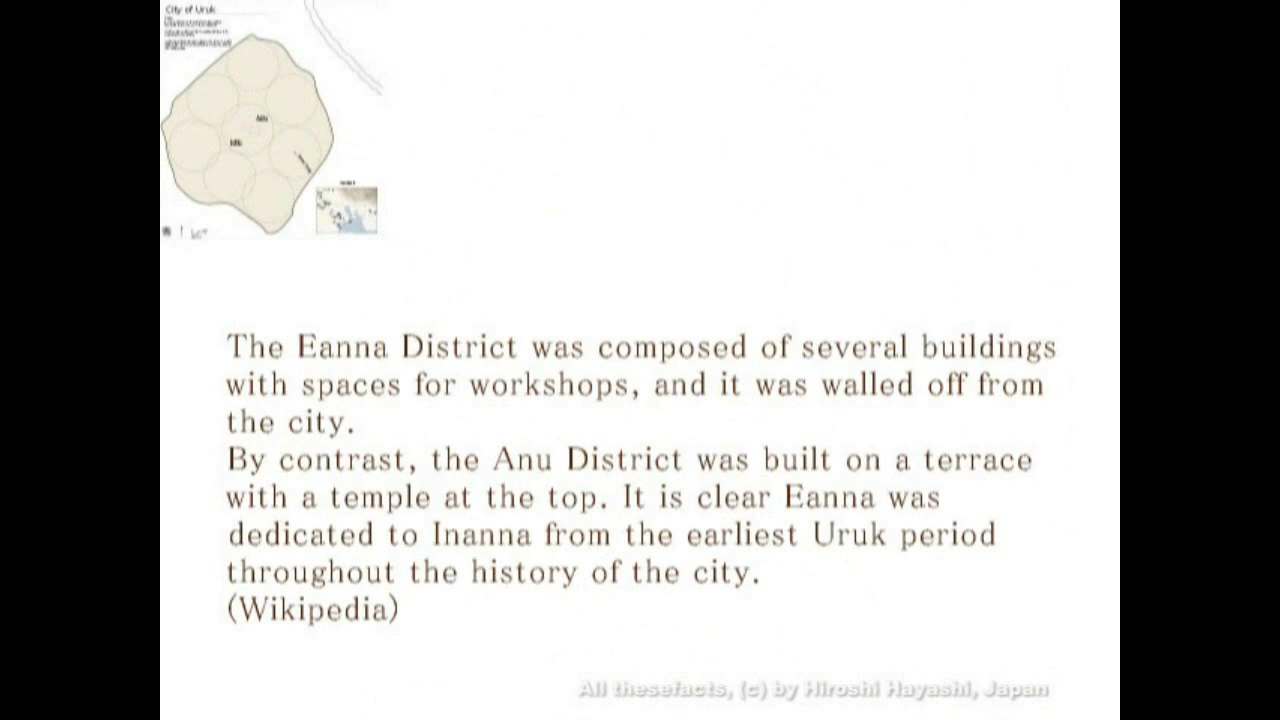 City of Uruk
The Eanna District was composed of several buildings
with spaces for workshops, and it was walled off from
the city.
By contrast, the Anu District was built on a terrace
with a temple at the top. It is clear Eanna was
dedicated to Inanna from the earliest Uruk period
throughout the history of the city.
(Wikipedia)
All thesefacts, (c) by Hiroshi Hayashi, Japan